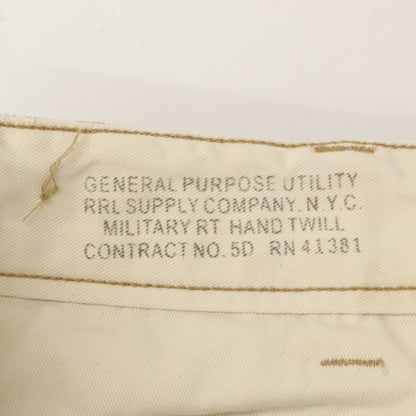 GENERAL PURPOSE UTILITY
RRL SUPPLY COMPANY. N.Y.C.
MILITARY RT HAND TWILL
CONTRACT NO. 5D RN 41381